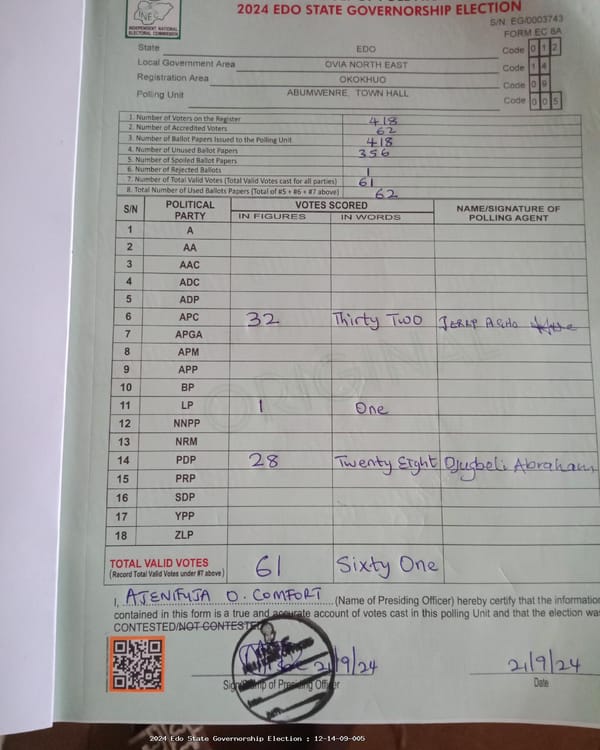 2024 EDO STATE GOVERNORSHIP ELECTION
INEC
INDEPENDENT NATIONAL
ELECTORAL COMMISSION
S/N. EG/0003743
FORM EC 8A
State EDO Code 0 1 2
Local Government Area OVIA NORTH EAST Code 1 4
Registration Area OKOKHUO Code 0 9
Polling Unit ABUMWENRE TOWN HALL Code 0 0 5
1. Number of Voters on the Register 418
2. Number of Accredited Voters 62
3. Number of Ballot Papers Issued to the Polling Unit 418
4. Number of Unused Ballot Papers 356
5. Number of Spoiled Ballot Papers
6. Number of Rejected Ballots 1
7. Number of Total Valid Votes (Total Valid Votes cast for all parties) 61
8. Total Number of Used Ballots Papers (Total of #5 + #6 + #7 above) 62
S/N POLITICAL PARTY VOTES SCORED NAME/SIGNATURE OF POLLING AGENT
IN FIGURES IN WORDS
1 A
2 AA
3 AAC
4 ADC
5 ADP
6 APC 32 Thirty Two
7 APGA
8 APM
9 APP
10 BP
11 LP 1 One
12 NNPP
13 NRM
14 PDP 28 Twenty Eight Abraham
15 PRP
16 SDP
17 YPP
18 ZLP
ORIGINAL
TOTAL VALID VOTES 61 Sixty One
(Record Total Valid Votes under #7 above)
I, AJENIFUJA O. COMFORT (Name of Presiding Officer) hereby certify that the information
contained in this form is a true and accurate account of votes cast in this polling Unit and that the election was
CONTESTED/NOT CONTESTED
21/9/24 21/9/24
Sign/Stamp of Presiding Officer Date
2024 Edo State Governorship Election : 12-14-09-005